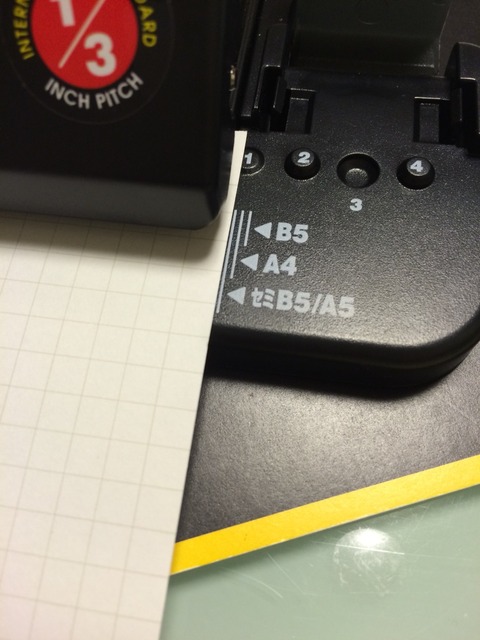 1/3
INCH PITCH
1
2
4
3
◀B5
◀A4
◀セミB5/A5